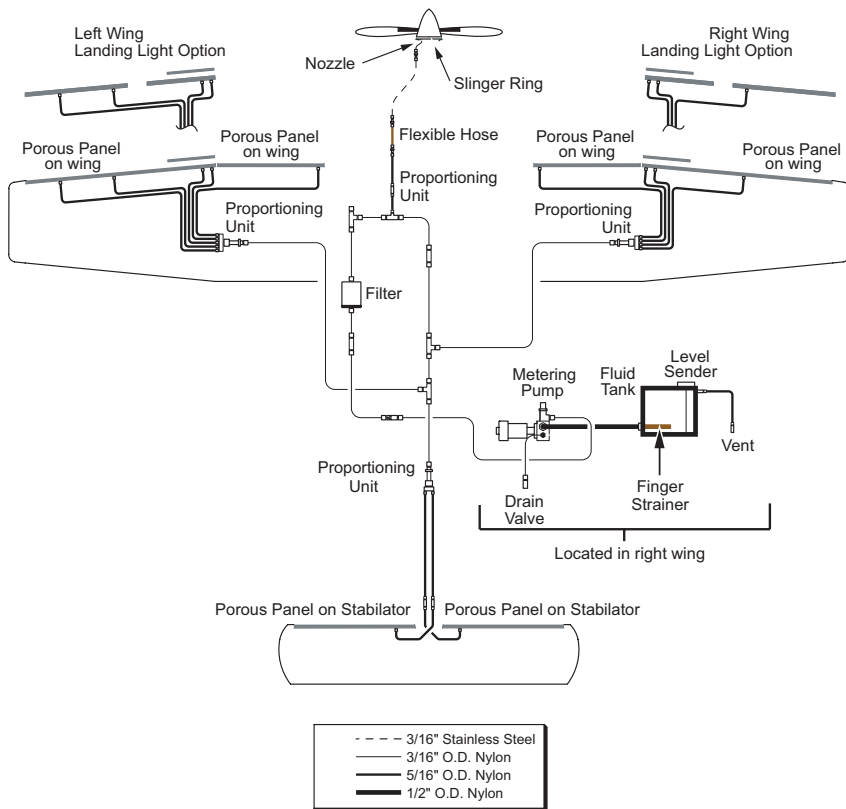 Left Wing
Landing Light Option
Right Wing
Landing Light Option
Nozzle
Slinger Ring
Flexible Hose
Porous Panel
on wing
Porous Panel
on wing
Porous Panel
on wing
Porous Panel
on wing
Proportioning
Unit
Proportioning
Unit
Proportioning
Unit
Filter
Metering
Pump
Fluid
Tank
Level
Sender
Vent
Proportioning
Unit
Drain
Valve
Finger
Strainer
Located in right wing
Porous Panel on Stabilator
Porous Panel on Stabilator
3/16" Stainless Steel
3/16" O.D. Nylon
5/16" O.D. Nylon
1/2" O.D. Nylon